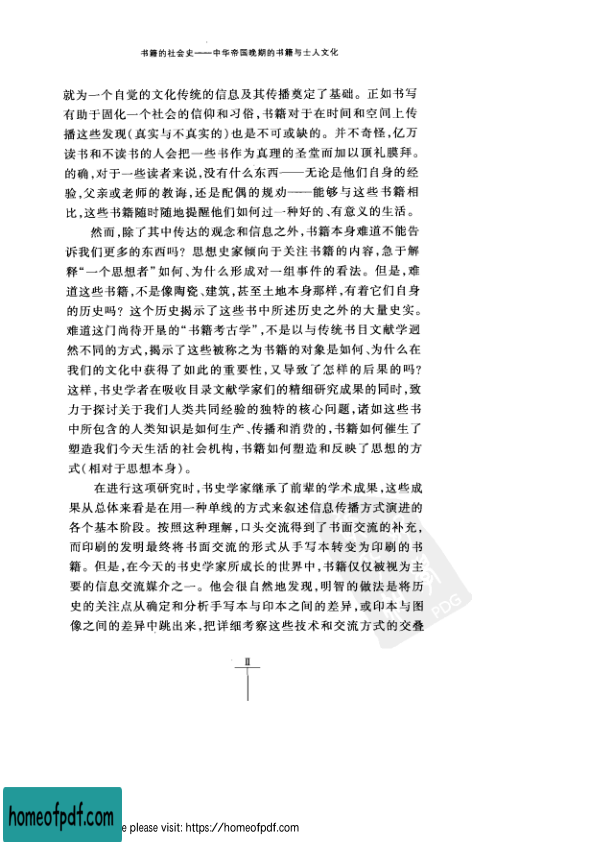 书籍的社会史——中华帝国晚期的书籍与士人文化
就为一个自觉的文化传统的信息及其传播奠定了基础。正如书写
有助于固化一个社会的信仰和习俗,书籍对于在时间和空间上传
播这些发现(真实与不真实的)也是不可或缺的。并不奇怪,亿万
读书和不读书的人会把一些书作为真理的圣堂而加以顶礼膜拜。
的确,对于一些读者来说,没有什么东西——无论是他们自身的经
验,父亲或老师的教诲,还是配偶的规劝——能够与这些书籍相
比,这些书籍随时随地提醒他们如何过一种好的、有意义的生活。
然而,除了其中传达的观念和信息之外,书籍本身难道不能告
诉我们更多的东西吗?思想史家倾向于关注书籍的内容,急于解
释“一个思想者”如何、为什么形成对一组事件的看法。但是,难
道这些书籍,不是像陶瓷、建筑,甚至土地本身那样,有着它们自身
的历史吗?这个历史揭示了这些书中所述历史之外的大量史实。
难道这门尚待开垦的“书籍考古学”,不是以与传统书目文献学迥
然不同的方式,揭示了这些被称之为书籍的对象是如何、为什么在
我们的文化中获得了如此的重要性,又导致了怎样的后果的吗?
这样,书史学者在吸收目录文献学家们的精细研究成果的同时,致
力于探讨关于我们人类共同经验的独特的核心问题,诸如这些书
中所包含的人类知识是如何生产、传播和消费的,书籍如何催生了
塑造我们今天生活的社会机构,书籍如何塑造和反映了思想的方
式(相对于思想本身)。
在进行这项研究时,书史学家继承了前辈的学术成果,这些成
果从总体来看是在用一种单线的方式来叙述信息传播方式演进的
各个基本阶段。按照这种理解,口头交流得到了书面交流的补充,
而印刷的发明最终将书面交流的形式从手写本转变为印刷的书
籍。但是,在今天的书史学家所成长的世界中,书籍仅仅被视为主
要的信息交流媒介之一。他会很自然地发现,明智的做法是将历
史的关注点从确定和分析手写本与印本之间的差异,或印本与图
像之间的差异中跳出来,把详细考察这些技术和交流方式的交叠
II
PDG
homeofpdf.com
e please visit: https://homeofpdf.com